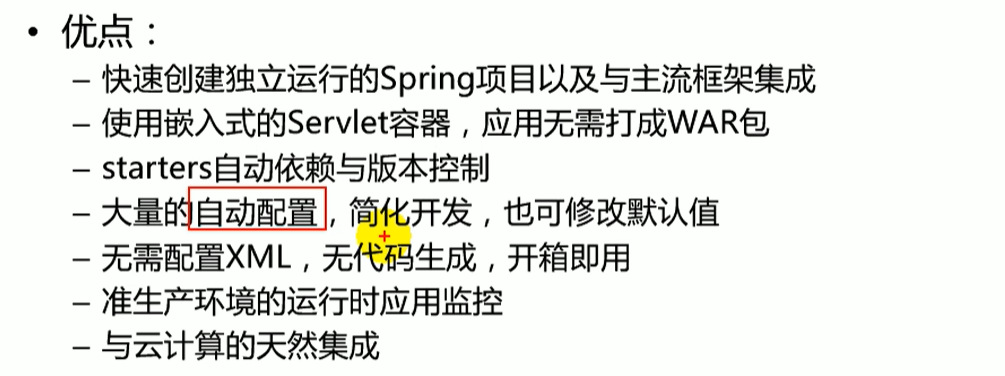 • 优点：
– 快速创建独立运行的Spring项目以及与主流框架集成
– 使用嵌入式的Servlet容器，应用无需打成WAR包
– starters自动依赖与版本控制
– 大量的自动配置，简化开发，也可修改默认值
– 无需配置XML，无代码生成，开箱即用
– 准生产环境的运行时应用监控
– 与云计算的天然集成